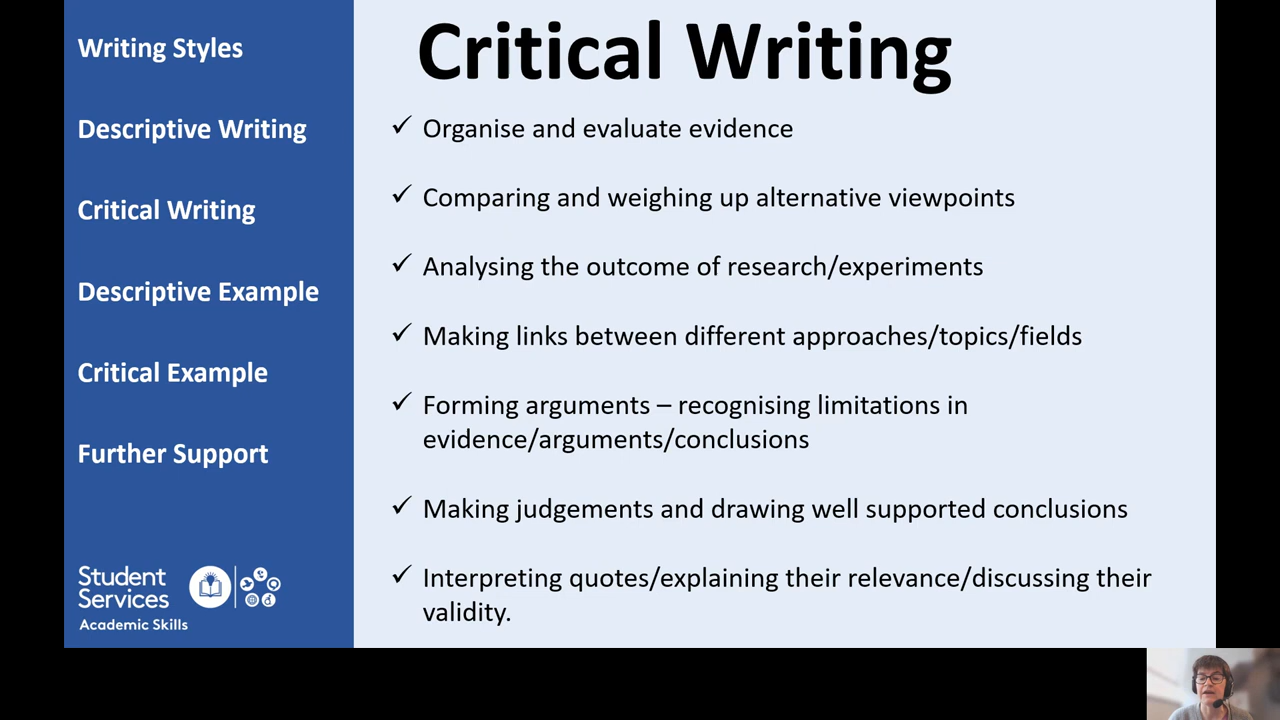 Writing Styles
Descriptive Writing
Critical Writing
Descriptive Example
Critical Example
Further Support
Student
Services
Academic Skills
Critical Writing
✓ Organise and evaluate evidence
✓ Comparing and weighing up alternative viewpoints
✓ Analysing the outcome of research/experiments
✓ Making links between different approaches/topics/fields
✓ Forming arguments – recognising limitations in
evidence/arguments/conclusions
✓ Making judgements and drawing well supported conclusions
✓ Interpreting quotes/explaining their relevance/discussing their
validity.